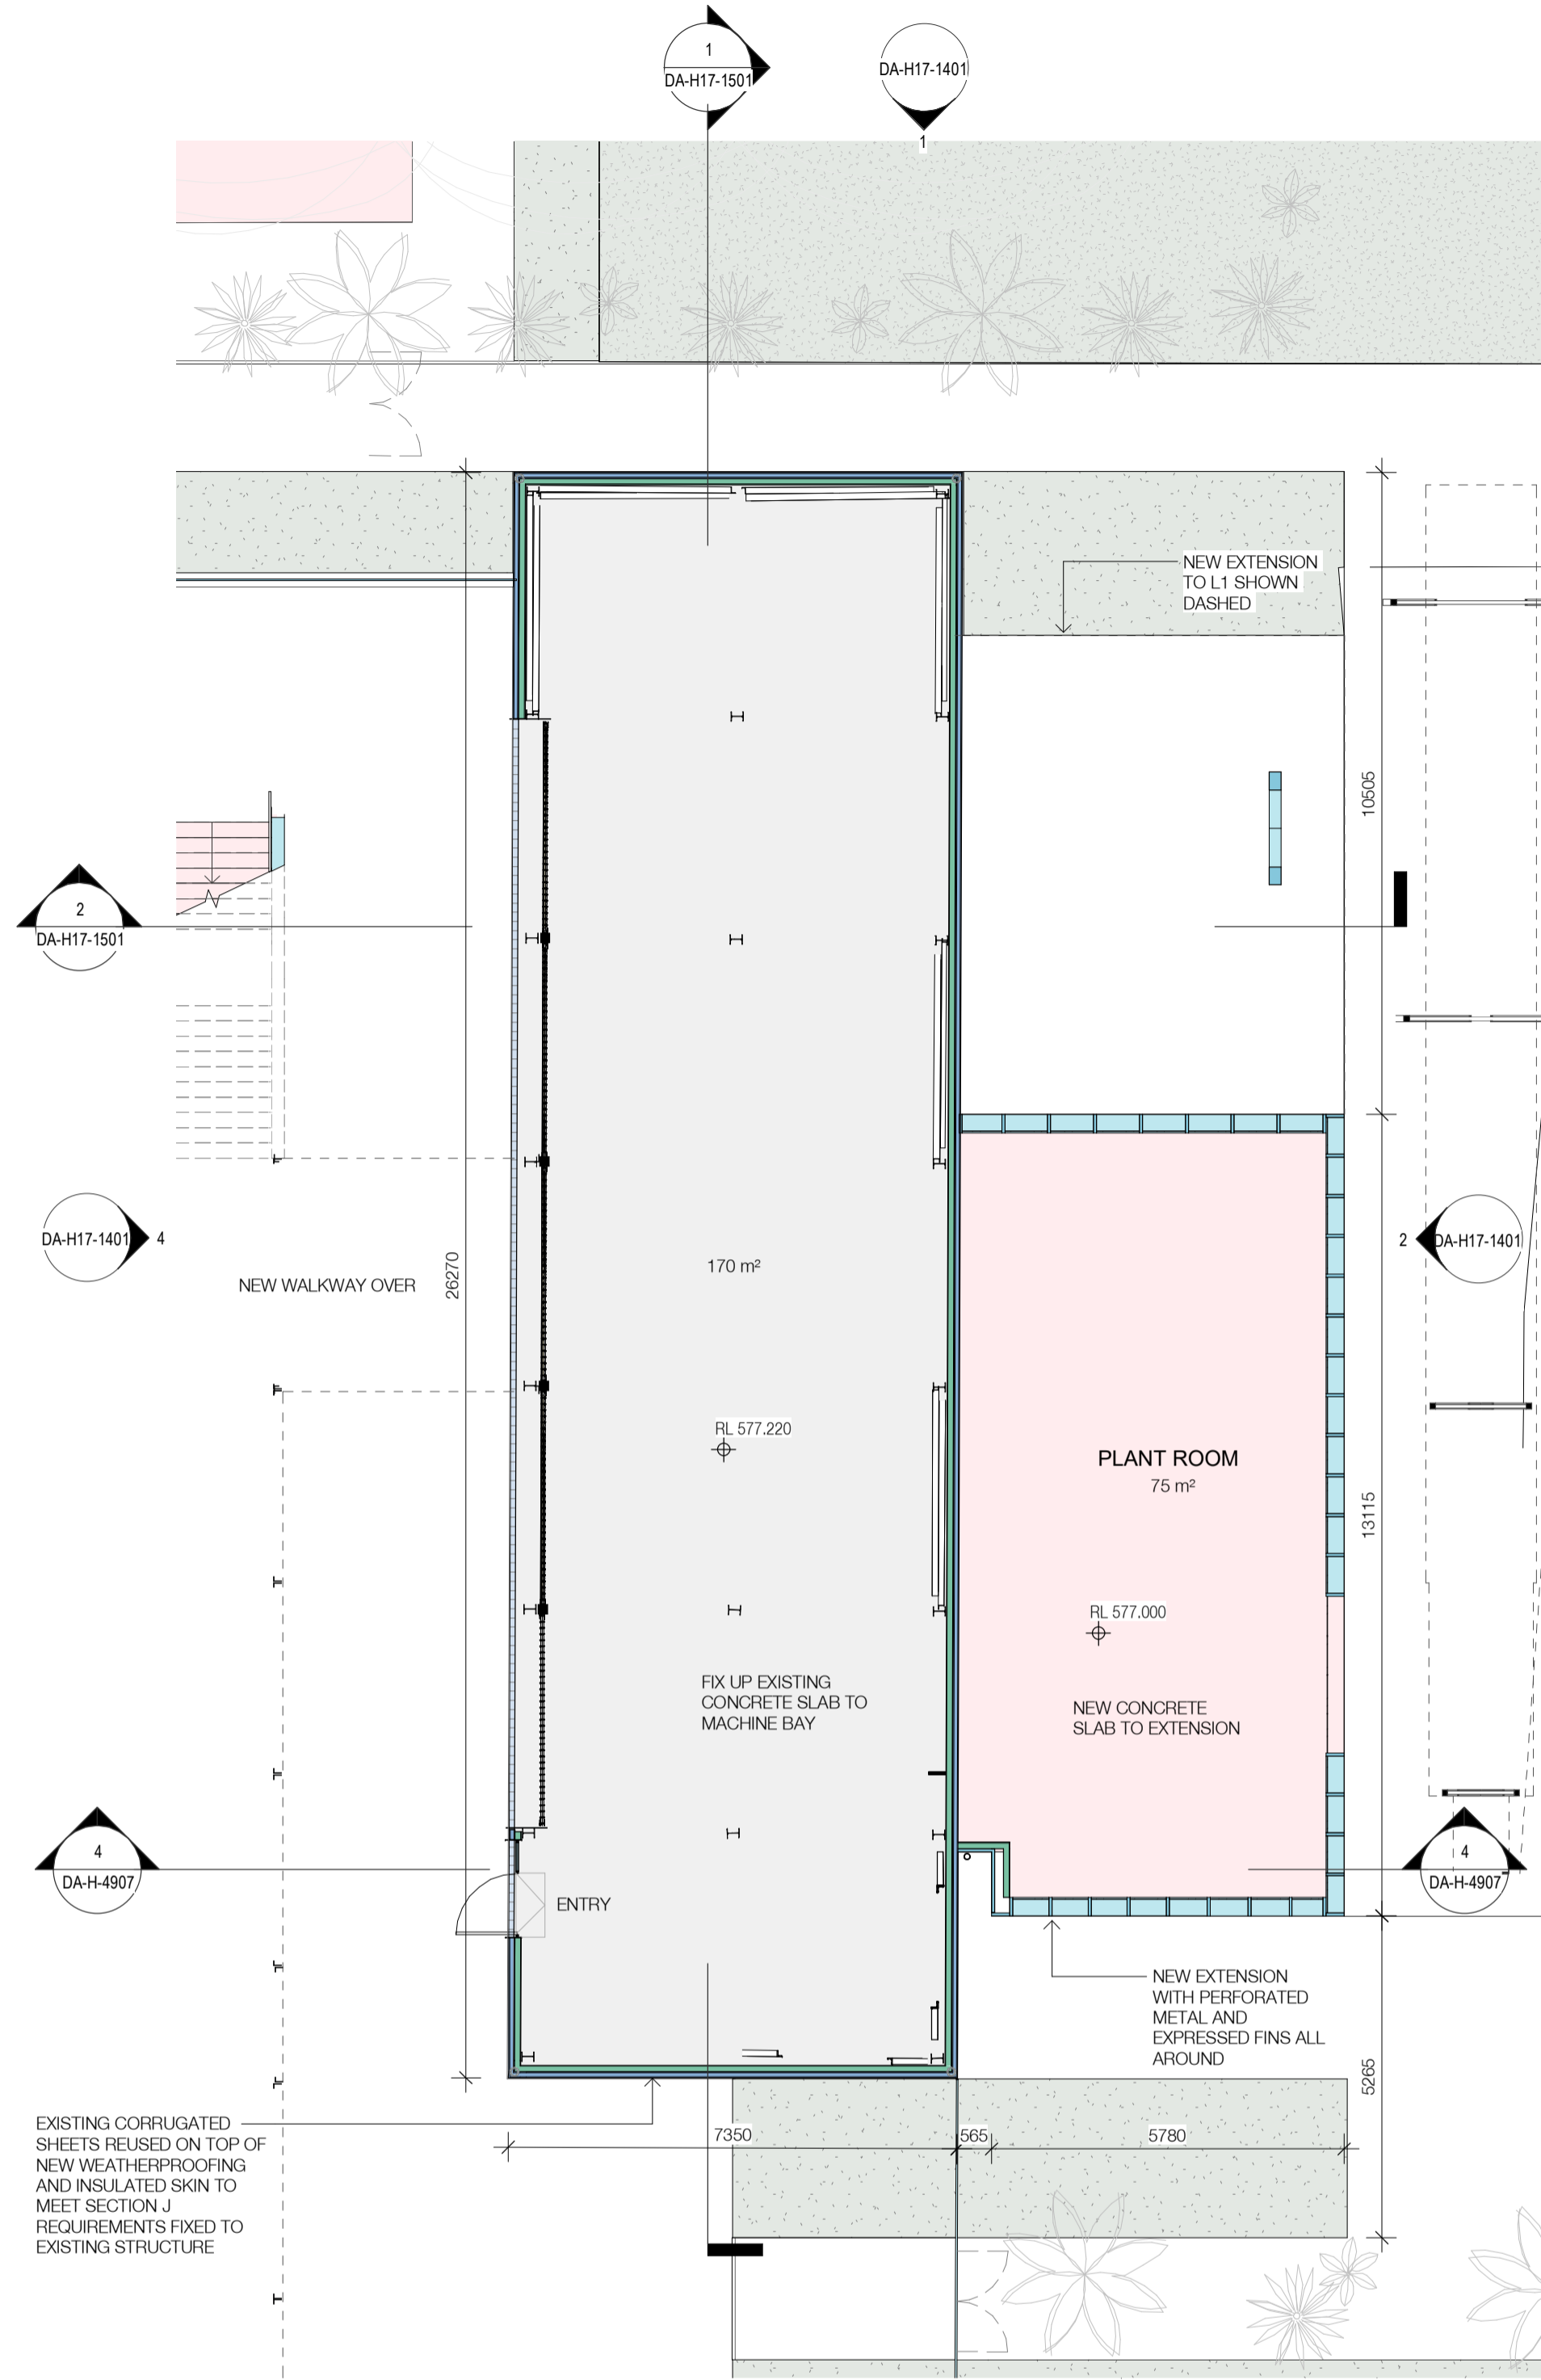 1
DA-H17-1501
DA-H17-1401
1
NEW EXTENSION
TO L1 SHOWN
DASHED
10505
2
DA-H17-1501
DA-H17-1401
4
2
DA-H17-1401
NEW WALKWAY OVER
26270
170 m²
RL 577.220
PLANT ROOM
75 m²
13115
RL 577.000
FIX UP EXISTING
CONCRETE SLAB TO
MACHINE BAY
NEW CONCRETE
SLAB TO EXTENSION
4
DA-H-4907
4
DA-H-4907
ENTRY
NEW EXTENSION
WITH PERFORATED
METAL AND
EXPRESSED FINS ALL
AROUND
5265
EXISTING CORRUGATED
SHEETS REUSED ON TOP OF
NEW WEATHERPROOFING
AND INSULATED SKIN TO
MEET SECTION J
REQUIREMENTS FIXED TO
EXISTING STRUCTURE
7350
565
5780